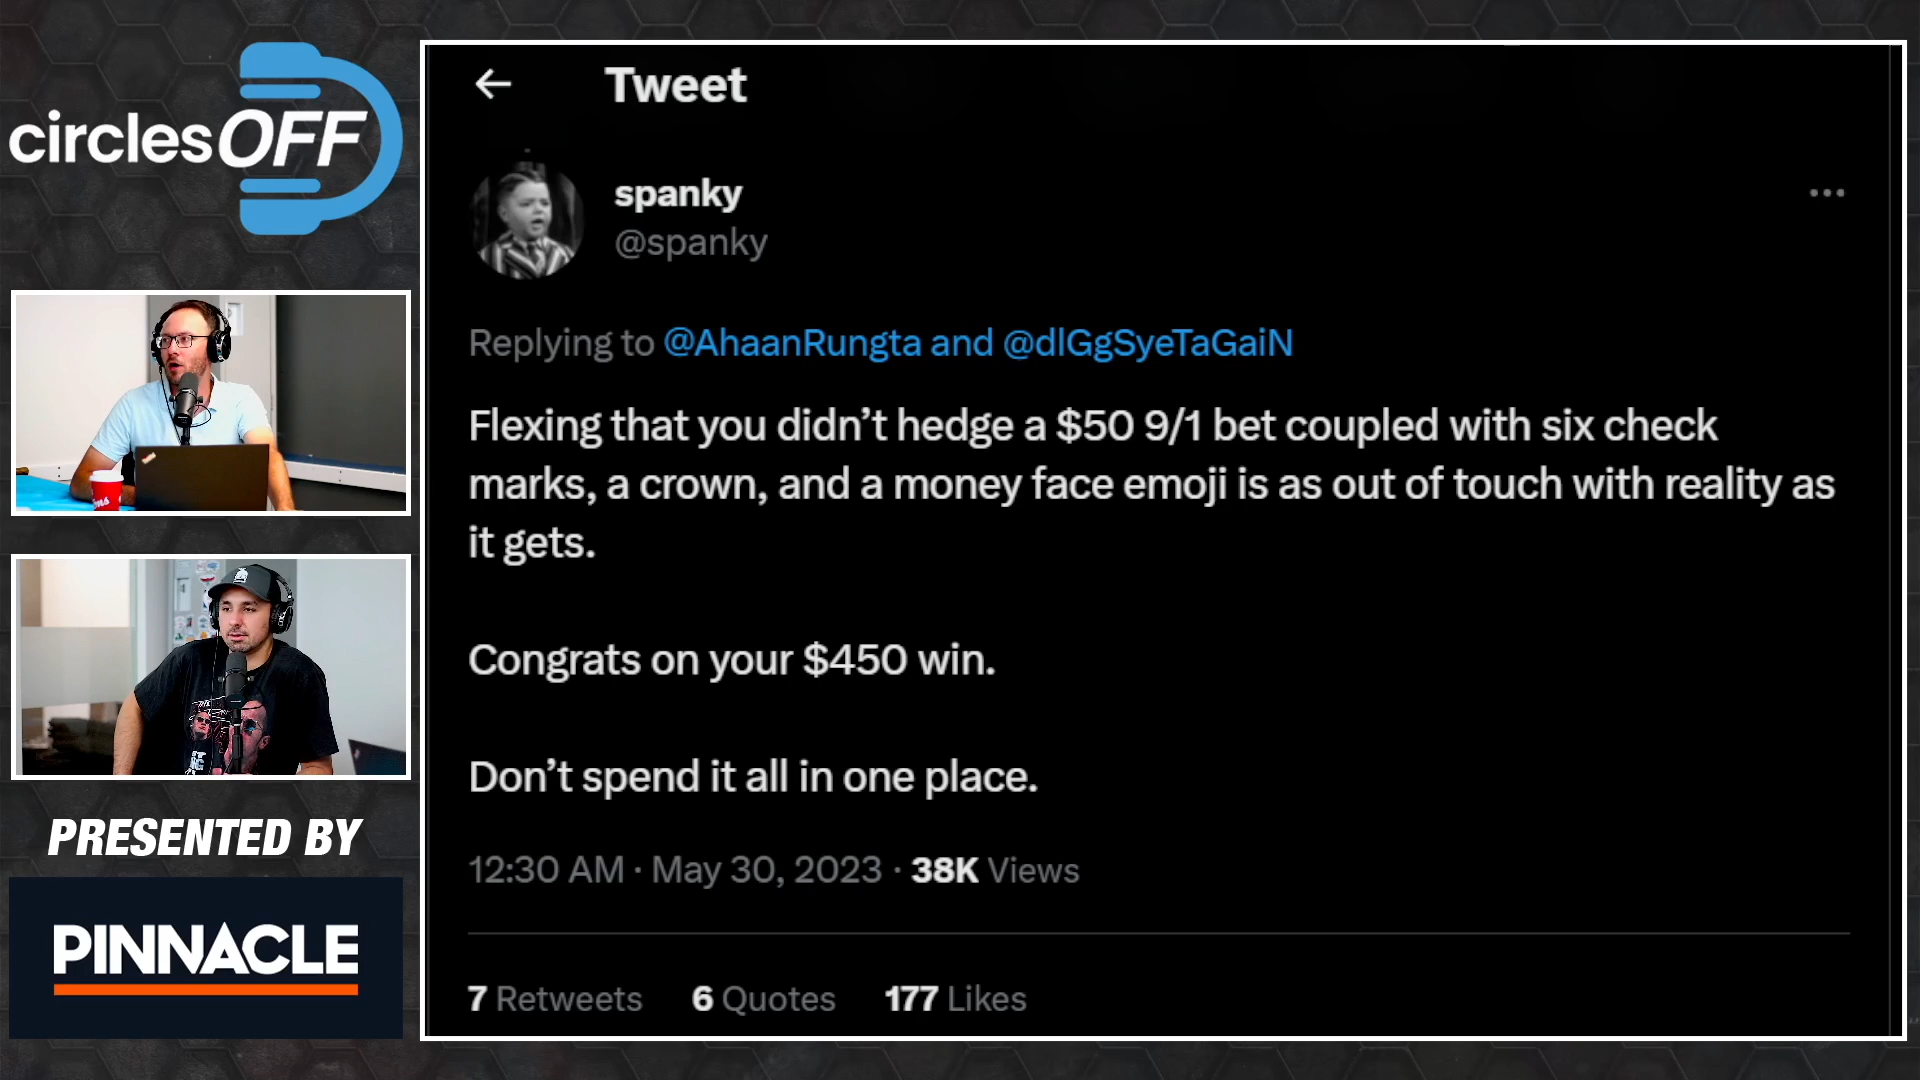 circlesOFF
PRESENTED BY
PINNACLE
Tweet
spanky
@spanky
Replying to @AhaanRungta and @dlGgSyeTaGaiN
Flexing that you didn’t hedge a $50 9/1 bet coupled with six check
marks, a crown, and a money face emoji is as out of touch with reality as
it gets.
Congrats on your $450 win.
Don’t spend it all in one place.
12:30 AM · May 30, 2023 · 38K Views
7 Retweets 6 Quotes 177 Likes